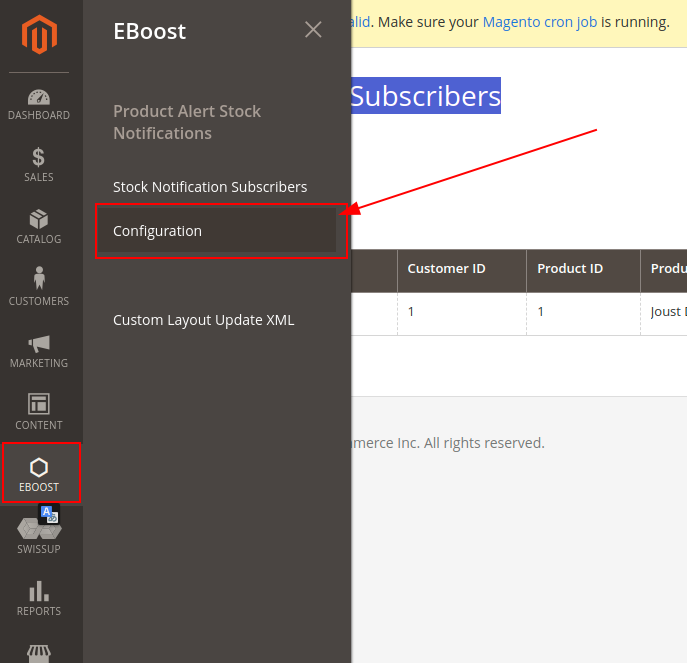 EBoost
alid. Make sure your Magento cron job is running.
Subscribers
DASHBOARD
SALES
CATALOG
CUSTOMERS
MARKETING
CONTENT
EBOOST
A
SWISSUP
REPORTS
Product Alert Stock
Notifications
Stock Notification Subscribers
Configuration
Custom Layout Update XML
Customer ID Product ID Produ
1 1 Joust
merce Inc. All rights reserved.